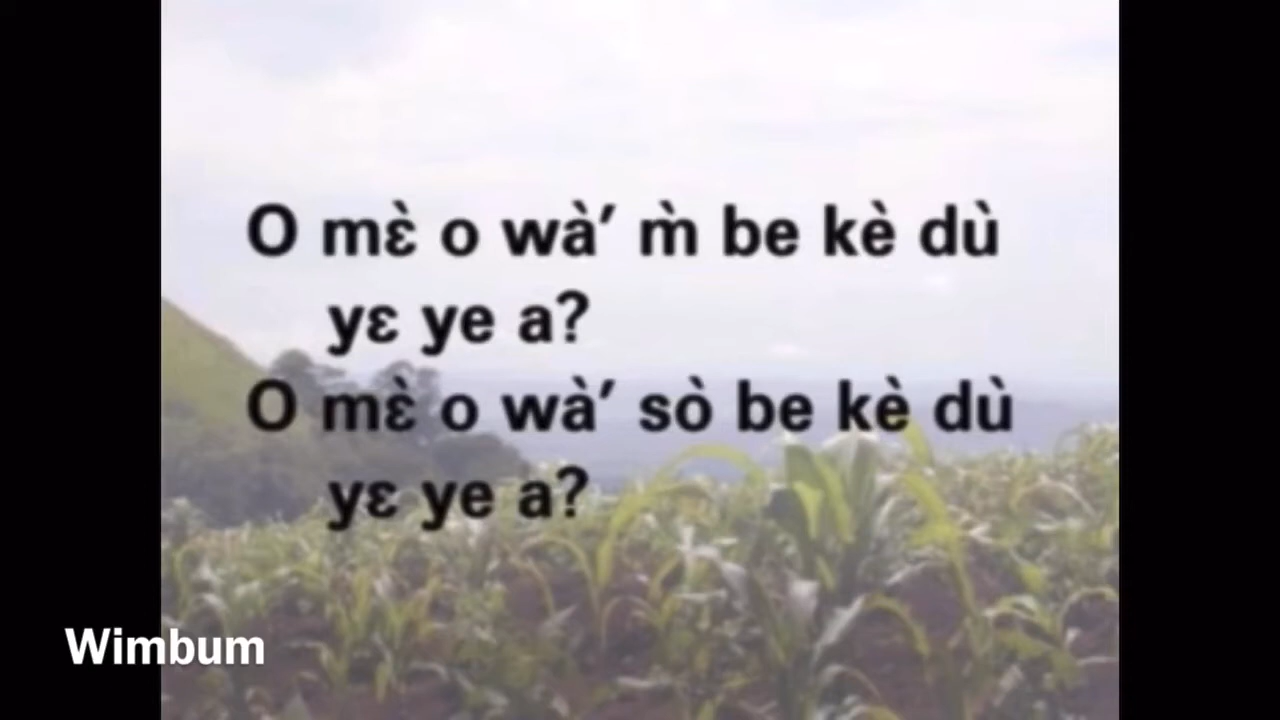 O mɛ̀ o wà′ m̀ be kè dù
yɛ ye a?
O mɛ̀ o wà′ sò be kè dù
yɛ ye a?
Wimbum